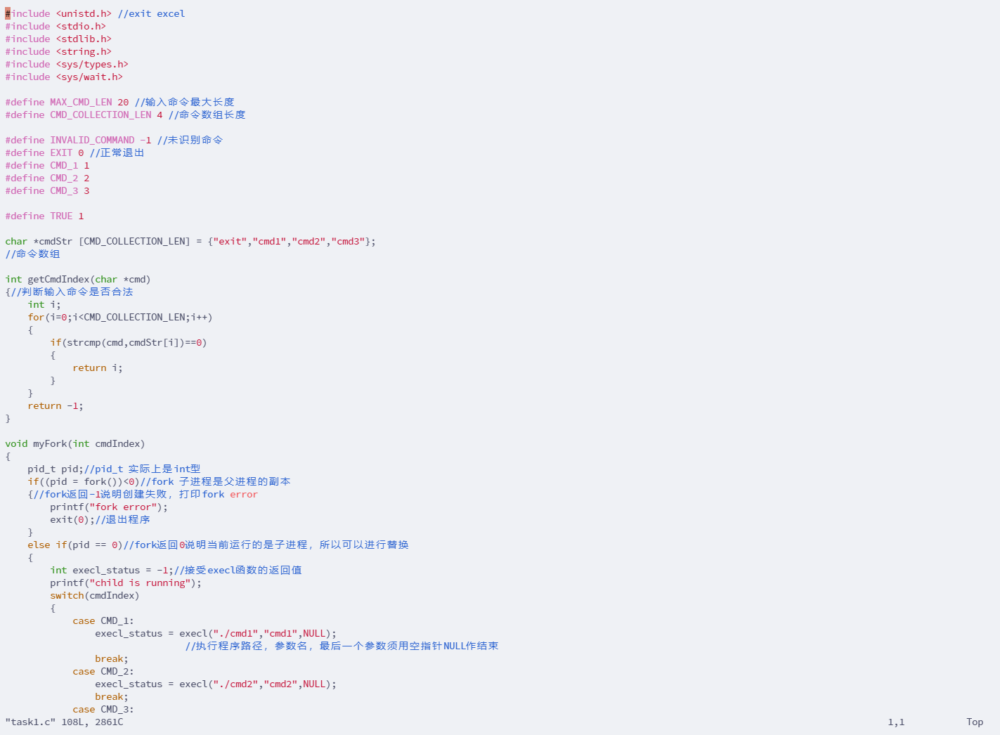 #include <unistd.h> //exit excel
#include <stdio.h>
#include <stdlib.h>
#include <string.h>
#include <sys/types.h>
#include <sys/wait.h>
#define MAX_CMD_LEN 20 //输入命令最大长度
#define CMD_COLLECTION_LEN 4 //命令数组长度
#define INVALID_COMMAND -1 //未识别命令
#define EXIT 0 //正常退出
#define CMD_1 1
#define CMD_2 2
#define CMD_3 3
#define TRUE 1
char *cmdStr [CMD_COLLECTION_LEN] = {"exit","cmd1","cmd2","cmd3"};
//命令数组
int getCmdIndex(char *cmd)
{//判断输入命令是否合法
    int i;
    for(i=0;i<CMD_COLLECTION_LEN;i++)
    {
        if(strcmp(cmd,cmdStr[i])==0)
        {
            return i;
        }
    }
    return -1;
}
void myFork(int cmdIndex)
{
    pid_t pid;//pid_t 实际上是int型
    if((pid = fork())<0)//fork 子进程是父进程的副本
    {//fork返回-1说明创建失败，打印fork error
        printf("fork error");
        exit(0);//退出程序
    }
    else if(pid == 0)//fork返回0说明当前运行的是子进程，所以可以进行替换
    {
        int execl_status = -1;//接受execl函数的返回值
        printf("child is running");
        switch(cmdIndex)
        {
            case CMD_1:
                execl_status = execl("./cmd1","cmd1",NULL);
                                //执行程序路径，参数名，最后一个参数须用空指针NULL作结束
                break;
            case CMD_2:
                execl_status = execl("./cmd2","cmd2",NULL);
                break;
            case CMD_3:
"task1.c" 108L, 2861C 1,1 Top